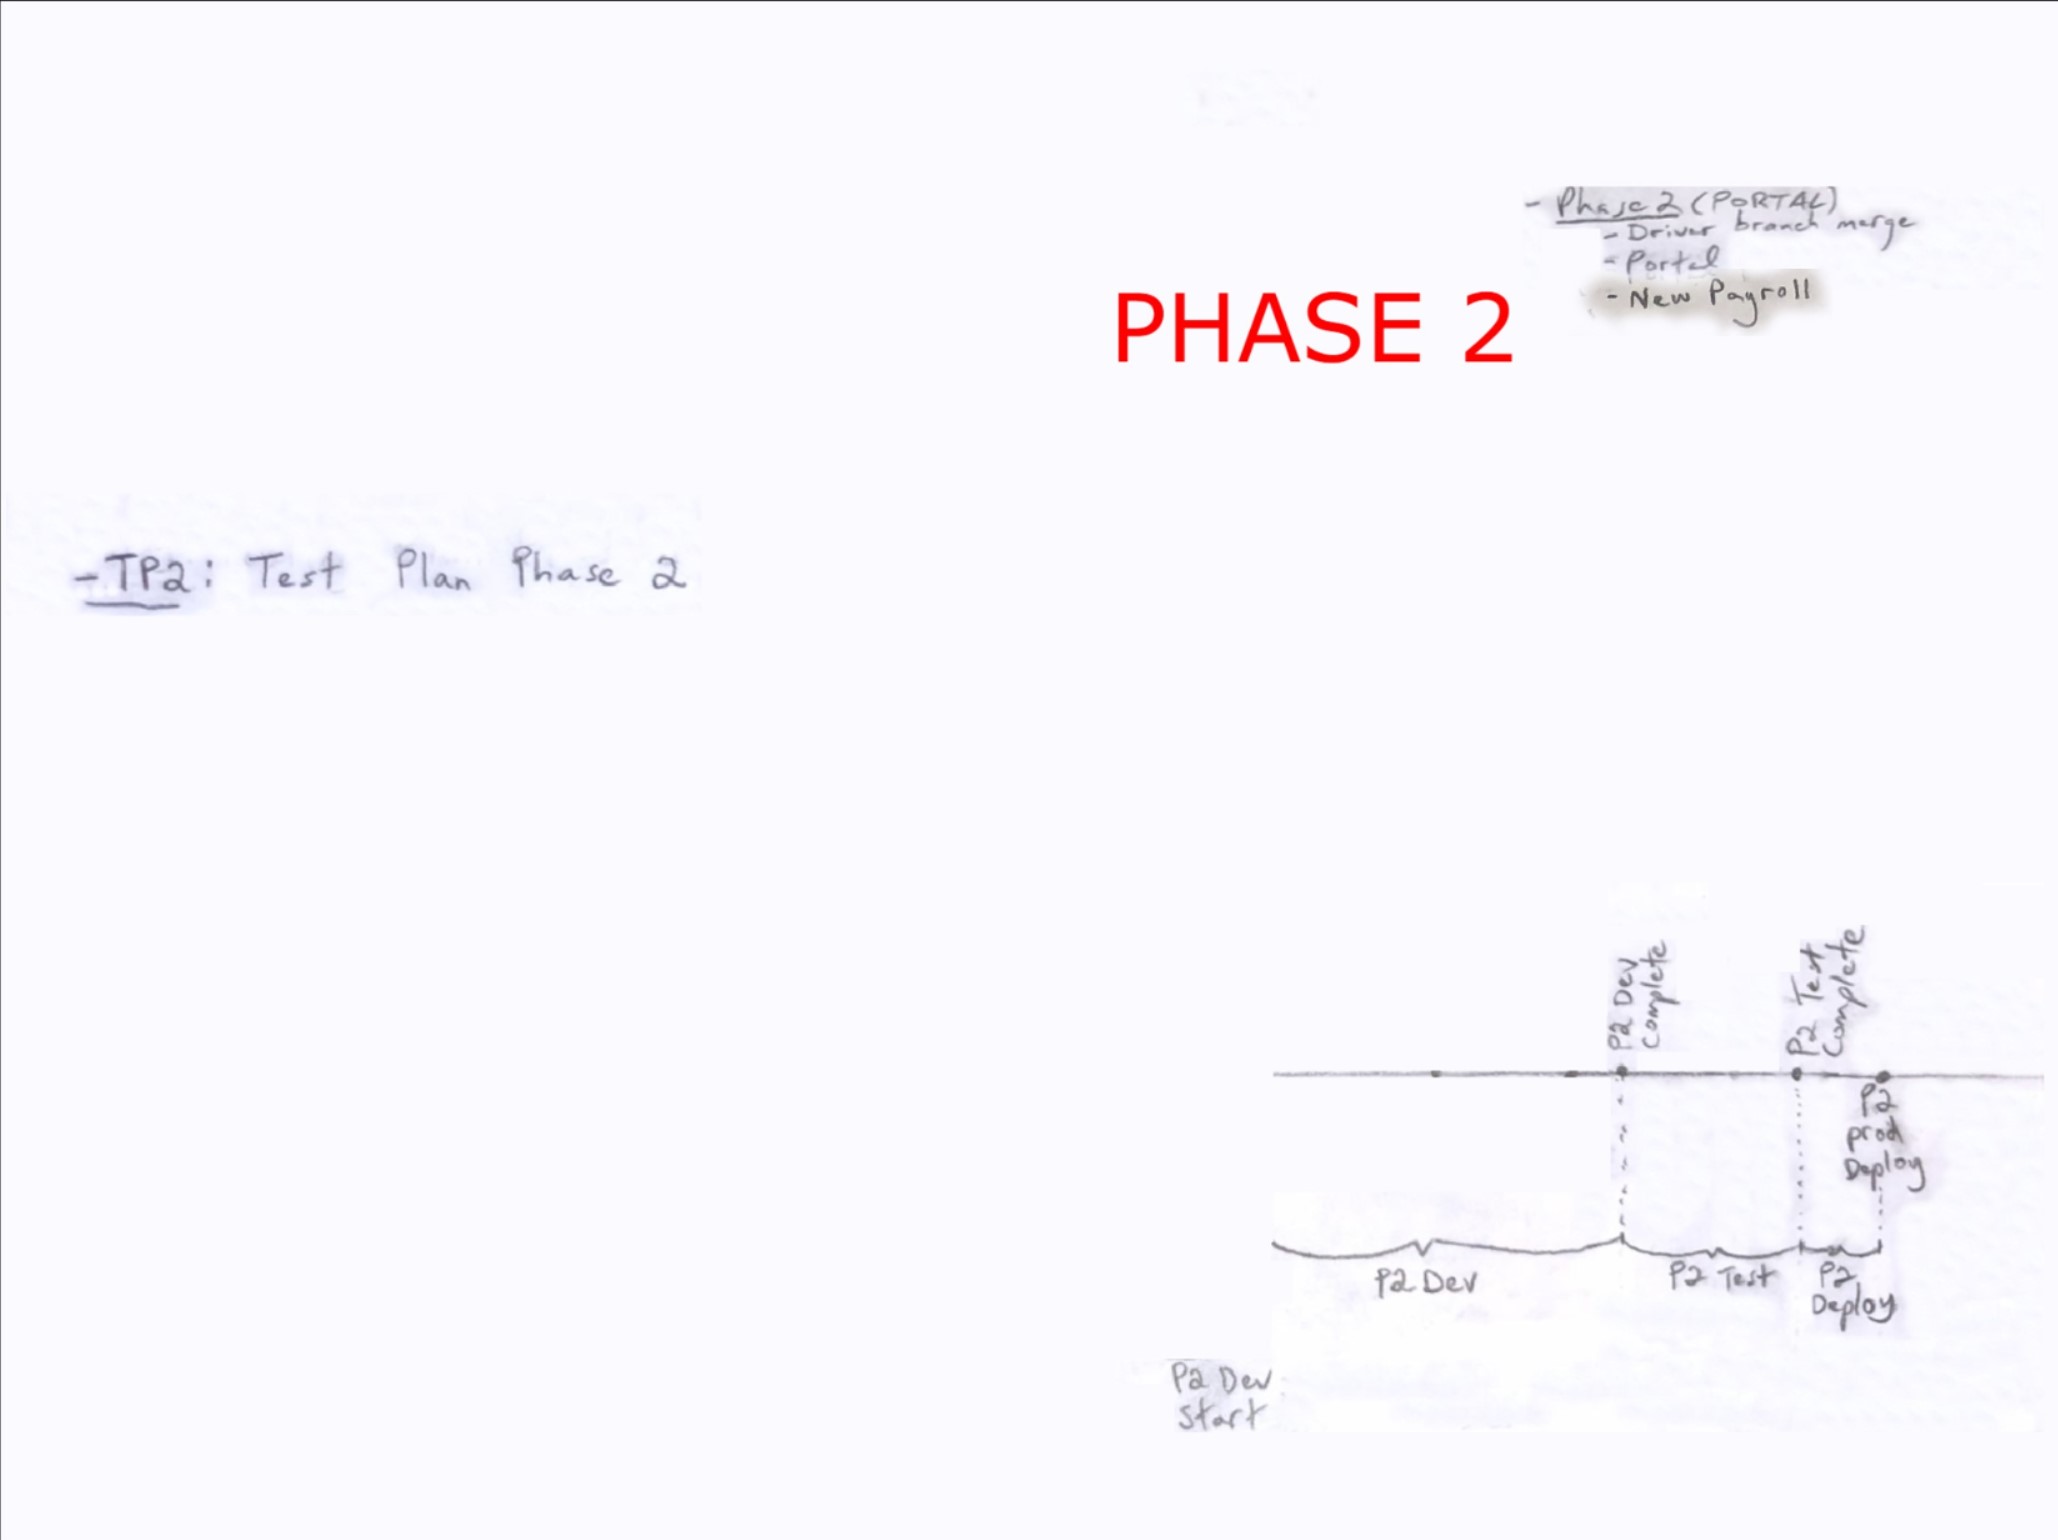 - Phase 2 (PORTAL)
- Driver branch merge
- Portal
- New Payroll
PHASE 2
- TP2: Test Plan Phase 2
P2 Dev
Complete
P2 Test
Complete
P2
prod
Deploy
P2 Dev
P2 Test
P2
Deploy
P2 Dev
Start